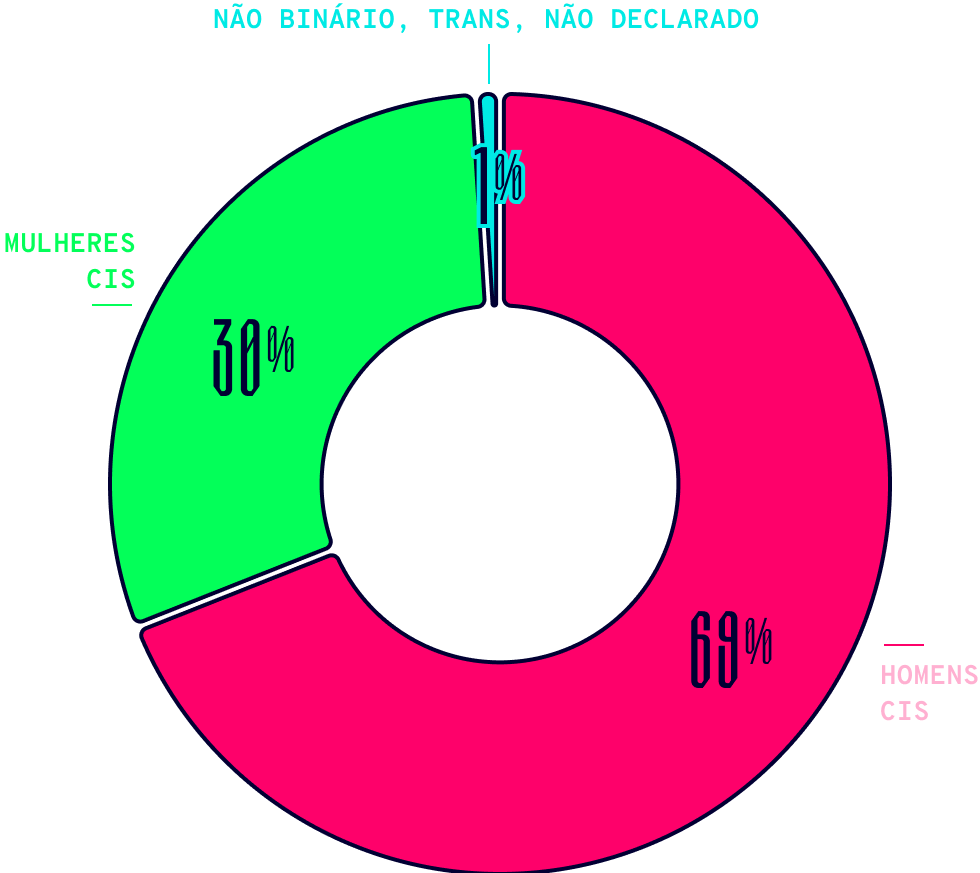 NÃO BINÁRIO, TRANS, NÃO DECLARADO
1%
MULHERES
CIS
30%
69%
HOMENS
CIS